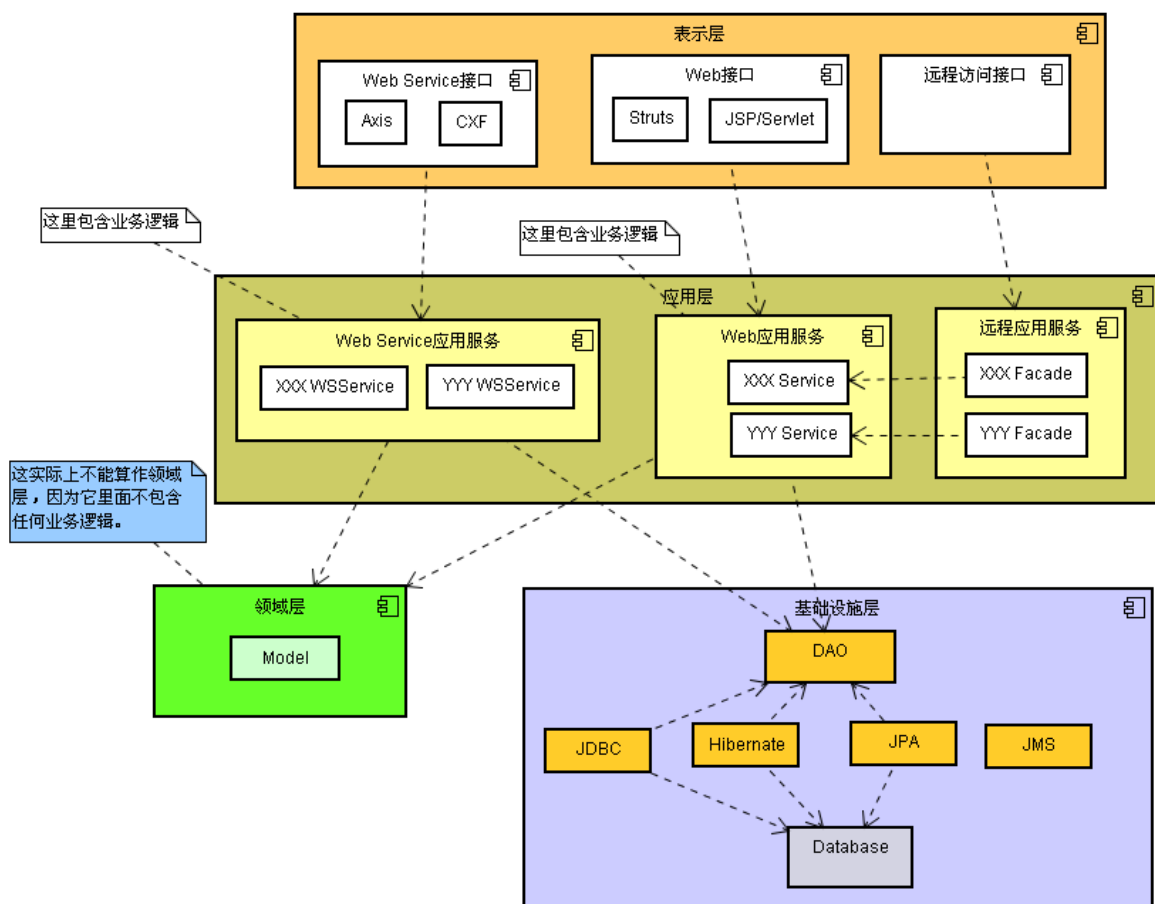 表示层
Web Service接口
Axis
CXF
Web接口
Struts
JSP/Servlet
远程访问接口
这里包含业务逻辑
这里包含业务逻辑
应用层
Web Service应用服务
XXX WSService
YYY WSService
Web应用服务
XXX Service
YYY Service
远程应用服务
XXX Facade
YYY Facade
这实际上不能算作领域
层，因为它里面不包含
任何业务逻辑。
领域层
Model
基础设施层
DAO
JDBC
Hibernate
JPA
JMS
Database